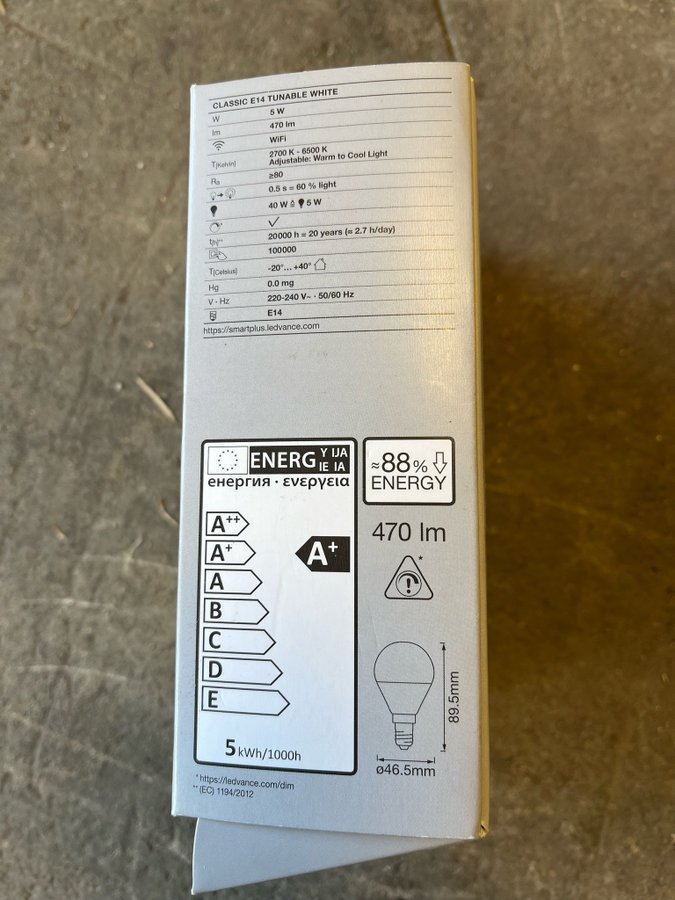 CLASSIC E14 TUNABLE WHITE
W 5 W
lm 470 lm
WiFi
T[Kelvin] 2700 K - 6500 K
Adjustable: Warm to Cool Light
Ra ≥80
0.5 s = 60 % light
40 W ≙ 5 W
✓
20000 h = 20 years (≈ 2.7 h/day)
100000
T[Celsius] -20°... +40°
Hg 0.0 mg
V · Hz 220-240 V~ · 50/60 Hz
E14
https://smartplus.ledvance.com
ENERG Y IJA
IE IA
енергия · ενεργεια
A++
A+
A+
A
B
C
D
E
5 kWh/1000h
≈88%
ENERGY
470 lm
*
89.5mm
ø46.5mm
* https://ledvance.com/dim
** (EC) 1194/2012